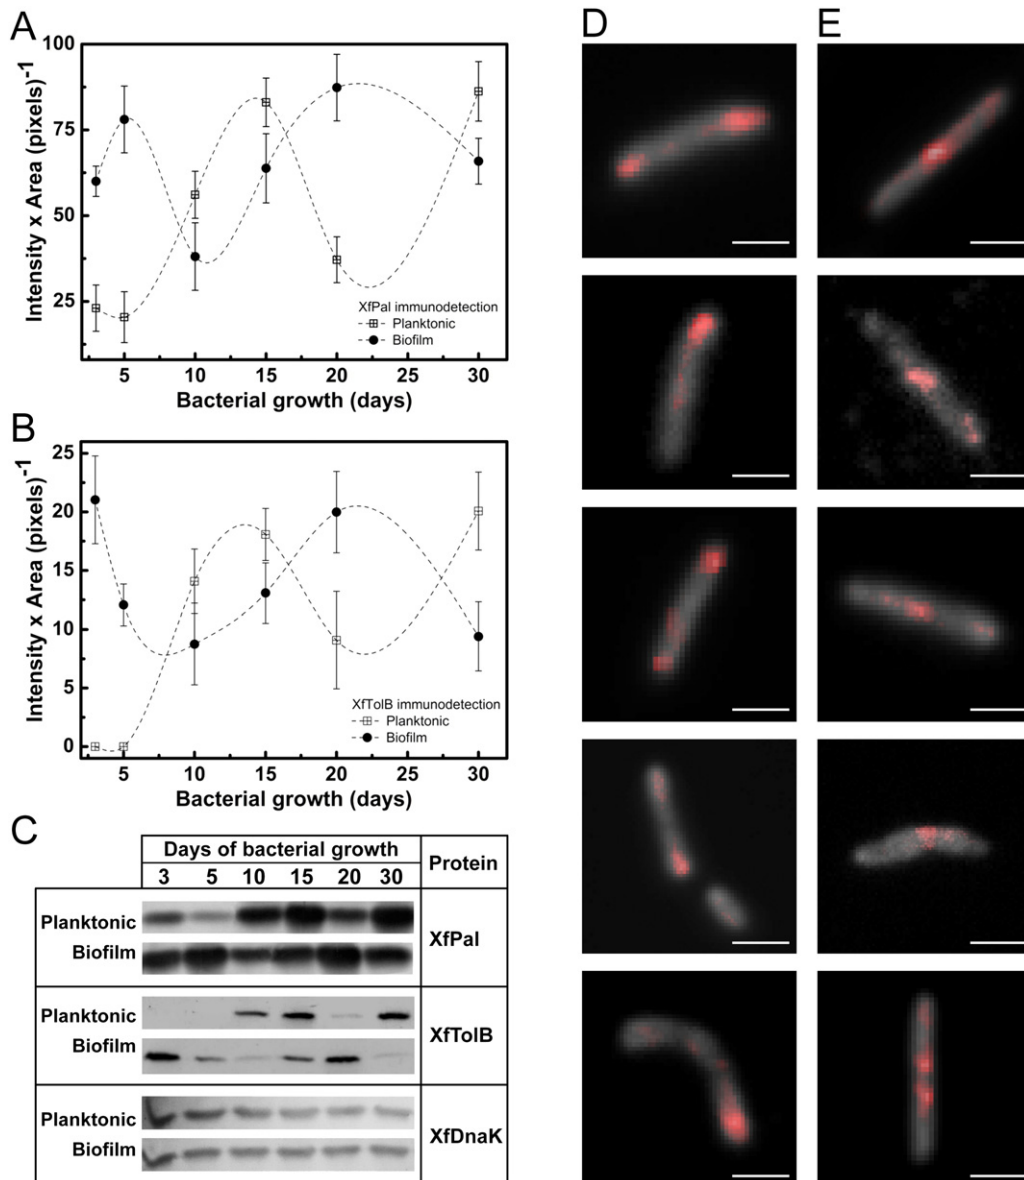 A
Intensity x Area (pixels)-1
100
75
50
25
XfPal immunodetection
Planktonic
Biofilm
5 10 15 20 25 30
Bacterial growth (days)
B
Intensity x Area (pixels)-1
25
20
15
10
5
0
XfTolB immunodetection
Planktonic
Biofilm
5 10 15 20 25 30
Bacterial growth (days)
C
Days of bacterial growth
Protein
3 5 10 15 20 30
Planktonic
Biofilm
XfPal
Planktonic
Biofilm
XfTolB
Planktonic
Biofilm
XfDnaK
D
E